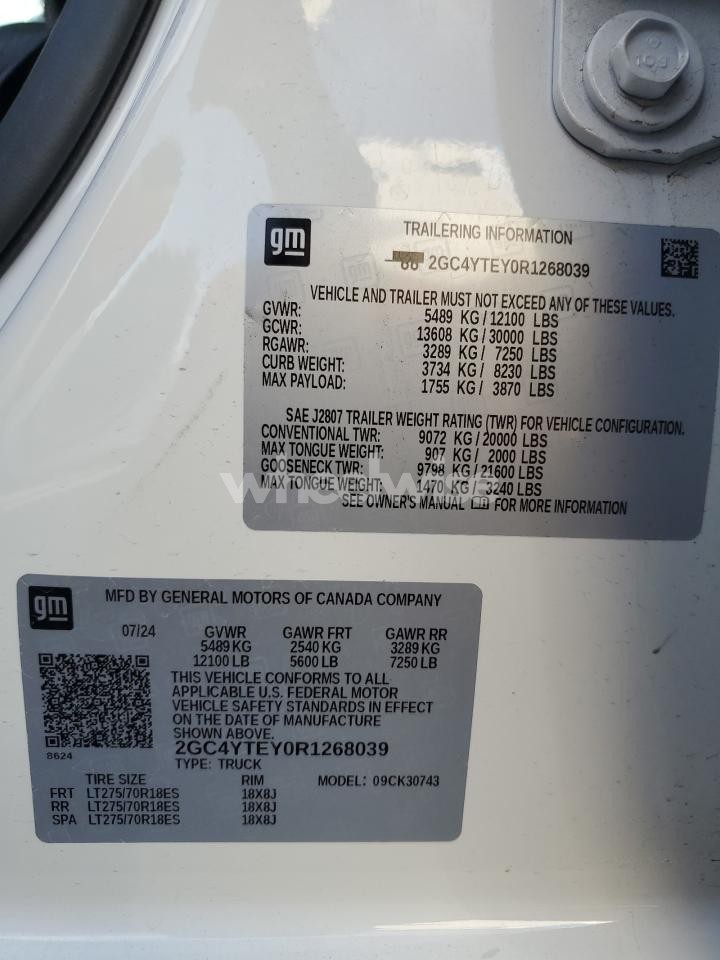 109
gm
TRAILERING INFORMATION
2GC4YTEY0R1268039
VEHICLE AND TRAILER MUST NOT EXCEED ANY OF THESE VALUES.
GVWR: 5489 KG/12100 LBS
GCWR: 13608 KG/30000 LBS
RGAWR: 3289 KG/ 7250 LBS
CURB WEIGHT: 3734 KG/ 8230 LBS
MAX PAYLOAD: 1755 KG/ 3870 LBS
SAE J2807 TRAILER WEIGHT RATING (TWR) FOR VEHICLE CONFIGURATION.
CONVENTIONAL TWR: 9072 KG/20000 LBS
MAX TONGUE WEIGHT: 907 KG/ 2000 LBS
GOOSENECK TWR: 9798 KG/21600 LBS
MAX TONGUE WEIGHT: 1470 KG/ 3240 LBS
SEE OWNER'S MANUAL FOR MORE INFORMATION
gm
MFD BY GENERAL MOTORS OF CANADA COMPANY
07/24 GVWR GAWR FRT GAWR RR
5489 KG 2540 KG 3289 KG
12100 LB 5600 LB 7250 LB
THIS VEHICLE CONFORMS TO ALL
APPLICABLE U.S. FEDERAL MOTOR
VEHICLE SAFETY STANDARDS IN EFFECT
ON THE DATE OF MANUFACTURE
SHOWN ABOVE.
8624
2GC4YTEY0R1268039
TYPE: TRUCK
TIRE SIZE RIM MODEL: 09CK30743
FRT LT275/70R18ES 18X8J
RR LT275/70R18ES 18X8J
SPA LT275/70R18ES 18X8J